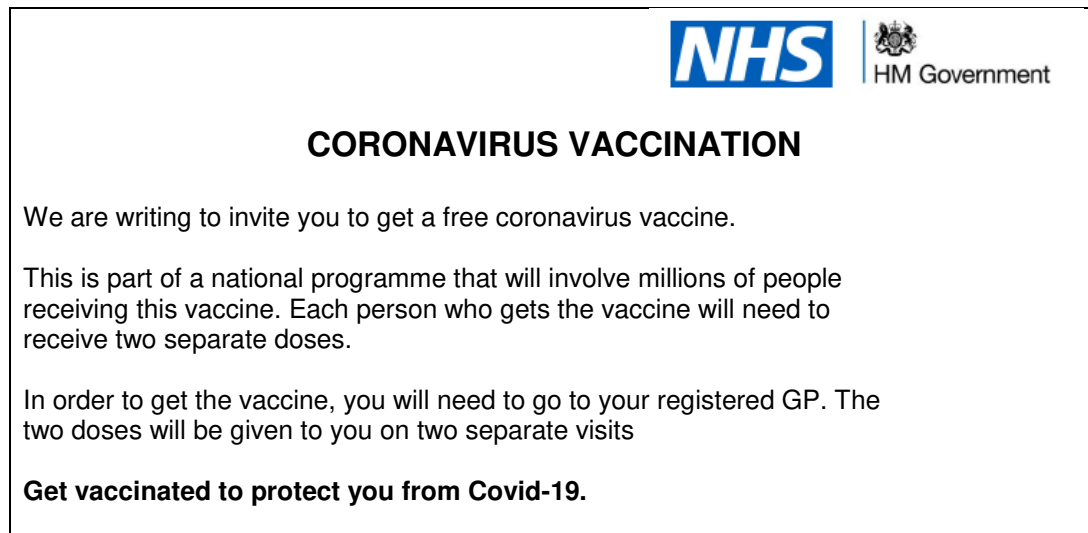 NHS
HM Government
CORONAVIRUS VACCINATION
We are writing to invite you to get a free coronavirus vaccine.
This is part of a national programme that will involve millions of people
receiving this vaccine. Each person who gets the vaccine will need to
receive two separate doses.
In order to get the vaccine, you will need to go to your registered GP. The
two doses will be given to you on two separate visits
Get vaccinated to protect you from Covid-19.